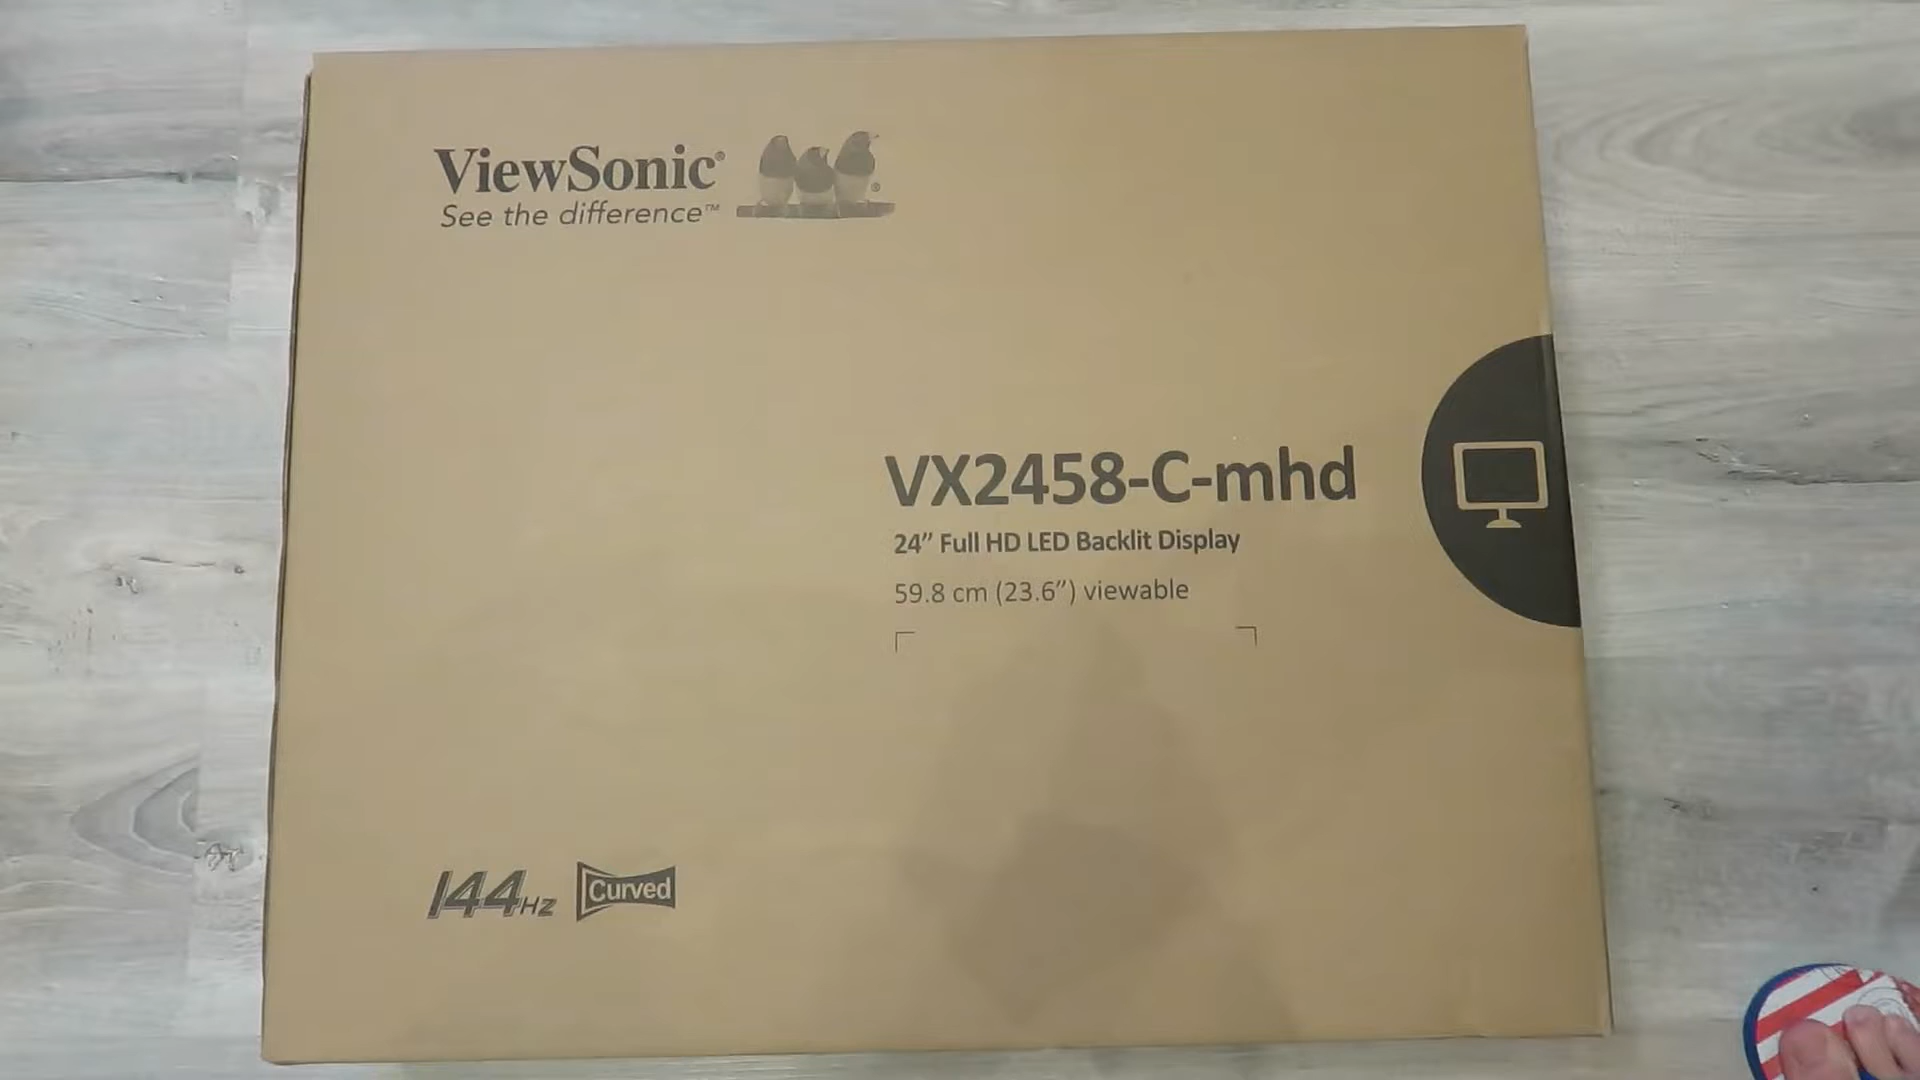 ViewSonic®
See the difference™
®
VX2458-C-mhd
24” Full HD LED Backlit Display
59.8 cm (23.6”) viewable
144HZ
Curved